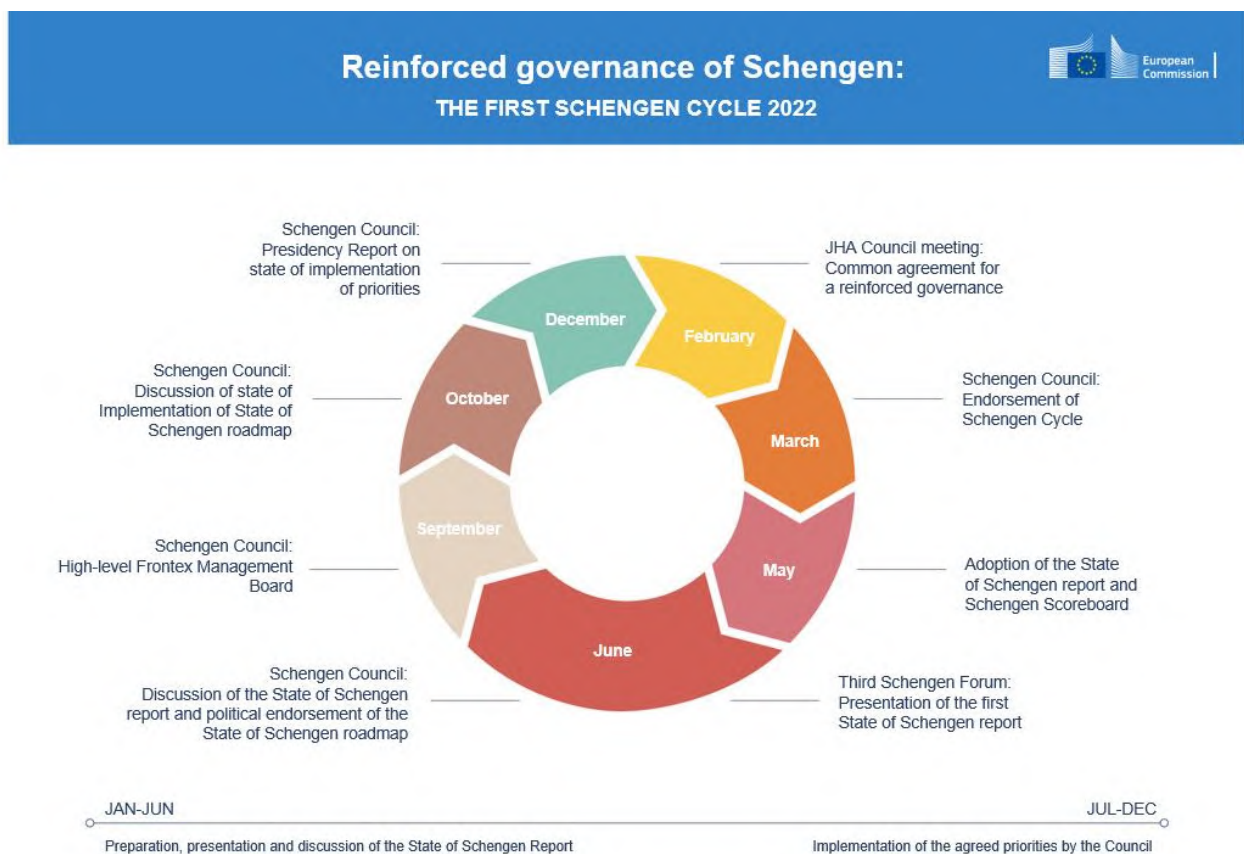 Reinforced governance of Schengen:
THE FIRST SCHENGEN CYCLE 2022
European
Commission
Schengen Council:
Presidency Report on
state of implementation
of priorities
JHA Council meeting:
Common agreement for
a reinforced governance
December
February
Schengen Council:
Discussion of state of
Implementation of State of
Schengen roadmap
October
March
Schengen Council:
Endorsement of
Schengen Cycle
Schengen Council:
High-level Frontex Management
Board
September
May
Adoption of the State
of Schengen report and
Schengen Scoreboard
June
Schengen Council:
Discussion of the State of Schengen
report and political endorsement of the
State of Schengen roadmap
Third Schengen Forum:
Presentation of the first
State of Schengen report
JAN-JUN
JUL-DEC
Preparation, presentation and discussion of the State of Schengen Report
Implementation of the agreed priorities by the Council